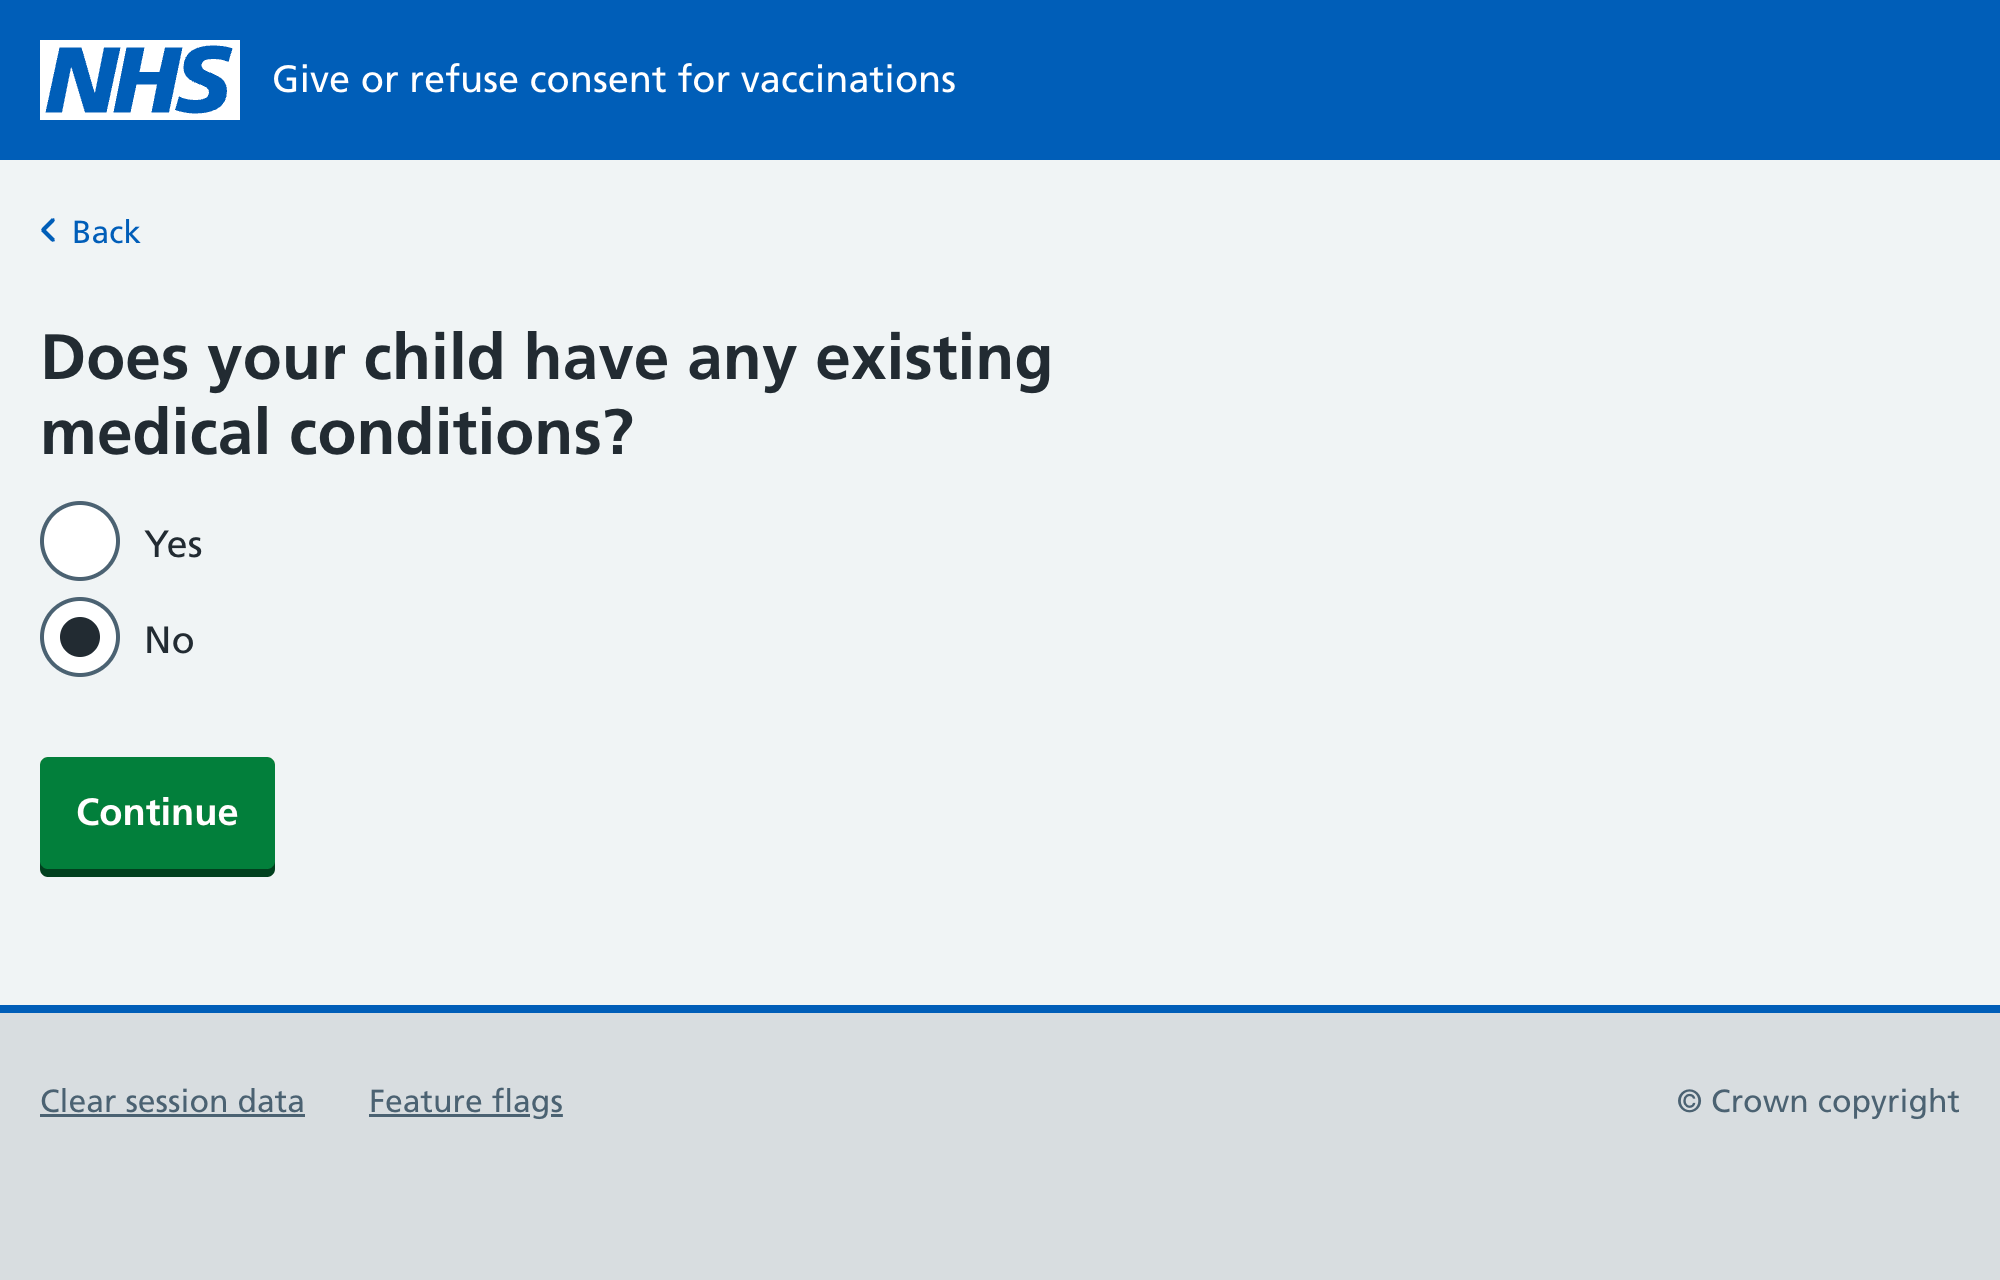 NHS Give or refuse consent for vaccinations
Back
Does your child have any existing
medical conditions?
Yes
No
Continue
Clear session data Feature flags © Crown copyright